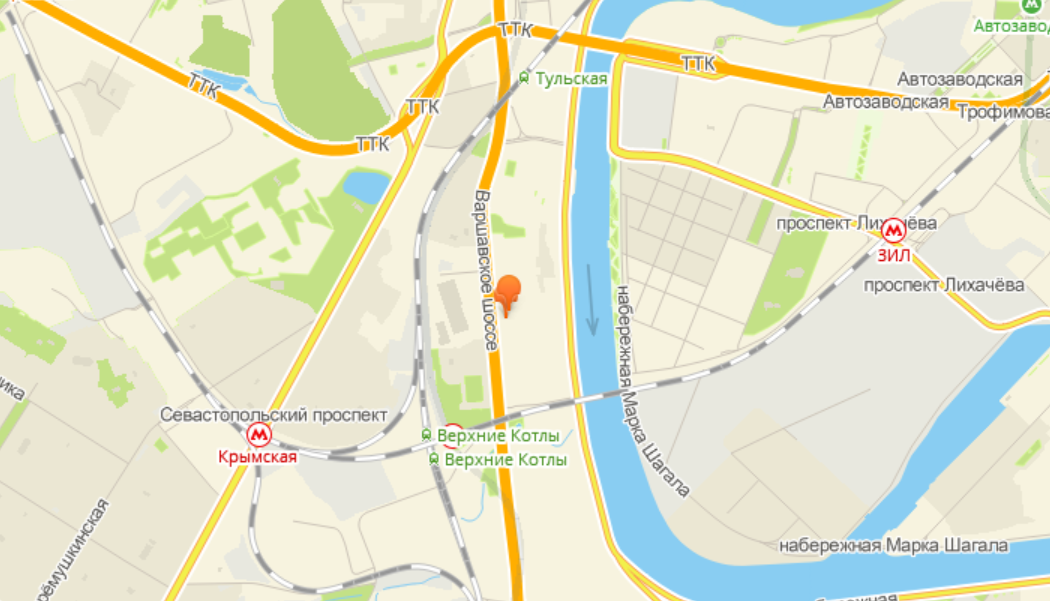 Автозавод
ТТК
Тульская
ТТК
ТТК
Автозаводская
ТТК
Автозаводская
Трофимова
ТТК
Варшавское шоссе
проспект Лихачёва
ЗИЛ
проспект Лихачёва
набережная Марка Шагала
Севастопольский проспект
Верхние Котлы
Крымская
Верхние Котлы
набережная Марка Шагала